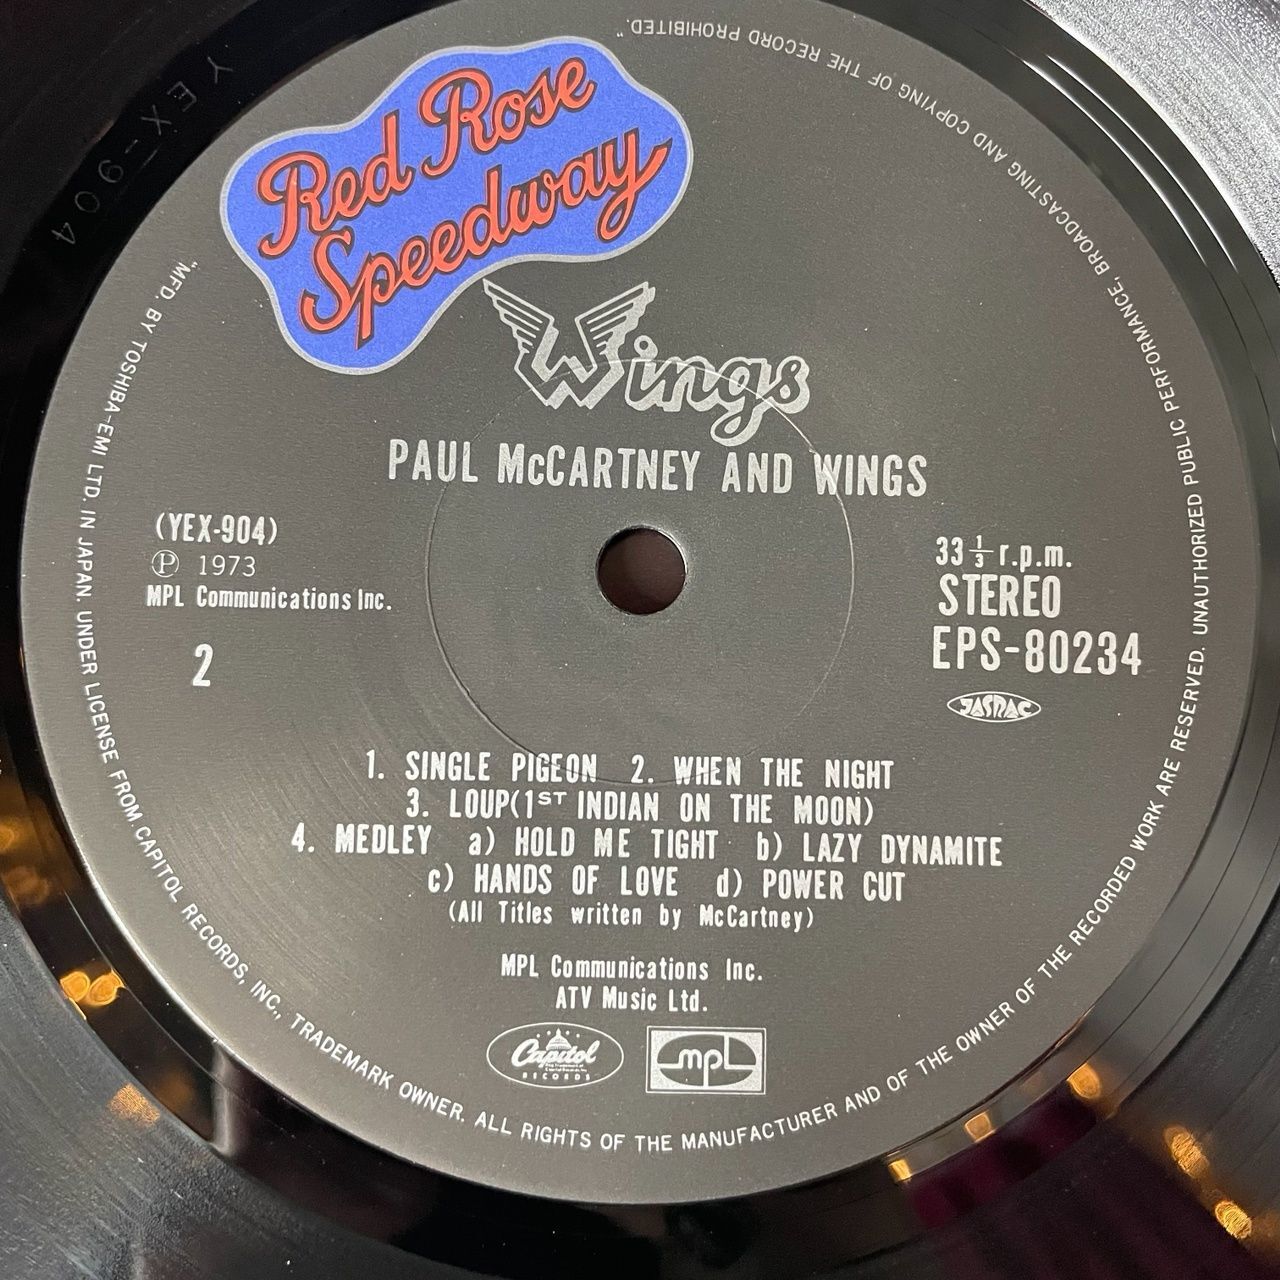 Red Rose
Speedway
Wings
PAUL McCARTNEY AND WINGS
(YEX-904)
Ⓟ 1973
MPL Communications Inc.
2
33 1/3 r.p.m.
STEREO
EPS-80234
JASRAC
1. SINGLE PIGEON 2. WHEN THE NIGHT
3. LOUP(1ST INDIAN ON THE MOON)
4. MEDLEY a) HOLD ME TIGHT b) LAZY DYNAMITE
c) HANDS OF LOVE d) POWER CUT
(All Titles written by McCartney)
MPL Communications Inc.
ATV Music Ltd.
Capitol
RECORDS
MPL
"MFD. BY TOSHIBA-EMI LTD. IN JAPAN. UNDER LICENSE FROM CAPITOL RECORDS, INC., TRADEMARK OWNER. ALL RIGHTS OF THE MANUFACTURER AND OF THE OWNER OF THE RECORDED WORK ARE RESERVED. UNAUTHORIZED PUBLIC PERFORMANCE, BROADCASTING AND COPYING OF THE RECORD PROHIBITED."
YEX-904